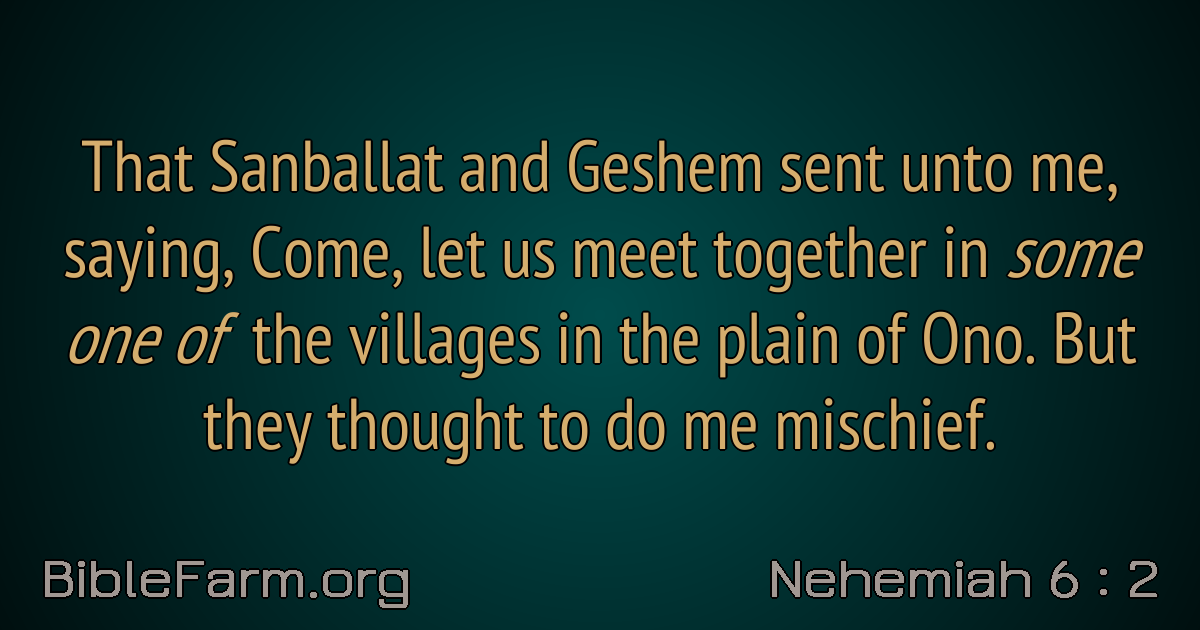 That Sanballat and Geshem sent unto me,
saying, Come, let us meet together in some
one of the villages in the plain of Ono. But
they thought to do me mischief.
BibleFarm.org
Nehemiah 6 : 2